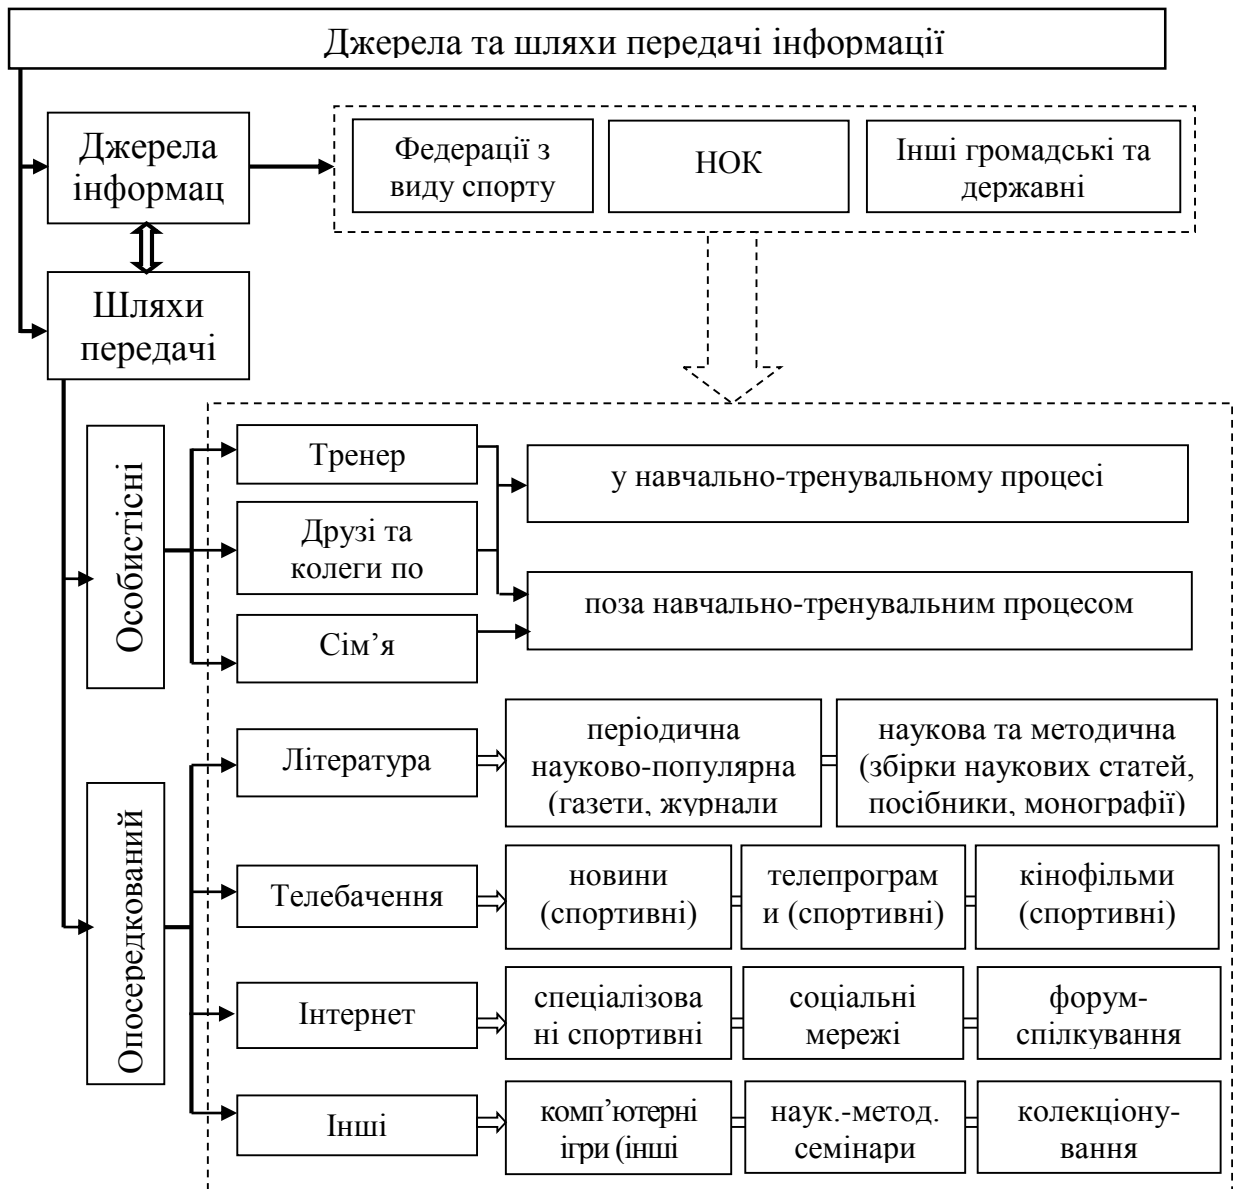 Джерела та шляхи передачі інформації
Джерела
інформац
Федерації з
виду спорту
НОК
Інші громадські та
державні
Шляхи
передачі
Особистісні
Тренер
Друзі та
колеги по
Сім’я
у навчально-тренувальному процесі
поза навчально-тренувальним процесом
Опосередкований
Література
періодична
науково-популярна
(газети, журнали
наукова та методична
(збірки наукових статей,
посібники, монографії)
Телебачення
новини
(спортивні)
телепрограм
и (спортивні)
кінофільми
(спортивні)
Інтернет
спеціалізова
ні спортивні
соціальні
мережі
форум-
спілкування
Інші
комп’ютерні
ігри (інші
наук.-метод.
семінари
колекціону-
вання